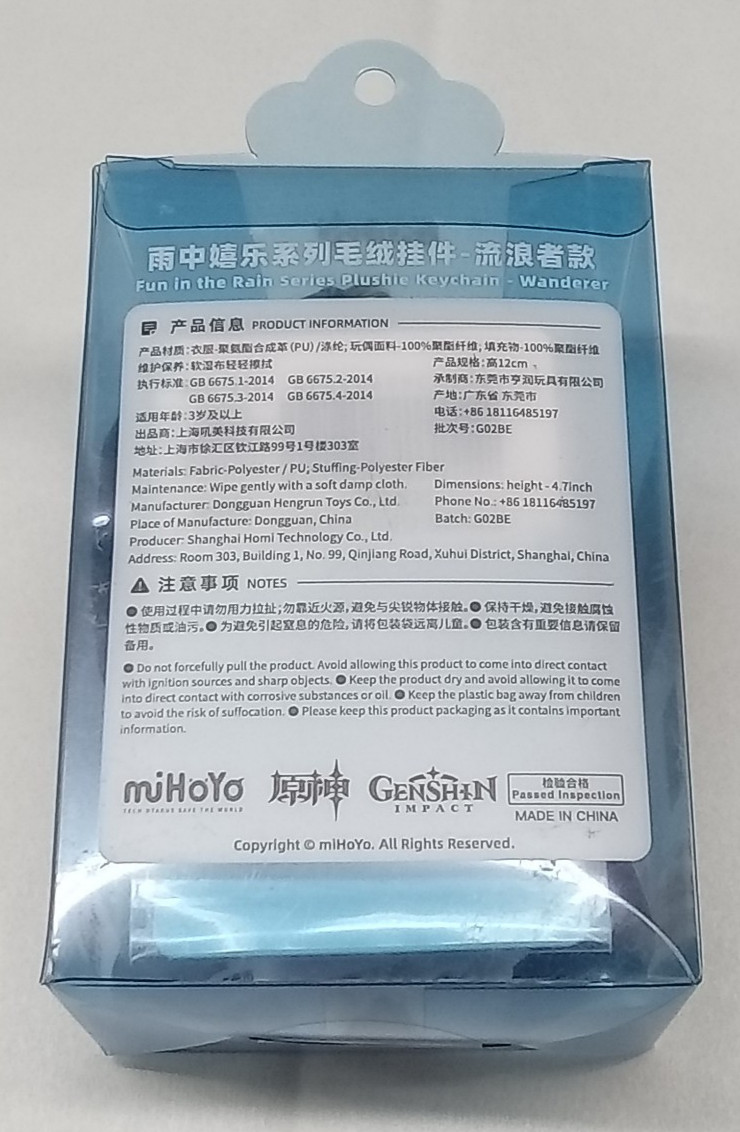 雨中嬉乐系列毛绒挂件-流浪者款
Fun in the Rain Series Plushie Keychain - Wanderer
产品信息 PRODUCT INFORMATION
产品材质：衣服-聚氨酯合成革（PU）/涤纶；玩偶面料-100%聚酯纤维；填充物-100%聚酯纤维
维护保养：软湿布轻轻擦拭 产品规格：高12cm
执行标准：GB 6675.1-2014 GB 6675.2-2014 承制商：东莞市亨润玩具有限公司
GB 6675.3-2014 GB 6675.4-2014 产地：广东省 东莞市
适用年龄：3岁及以上 电话：+86 18116485197
出品商：上海吼美科技有限公司 批次号：G02BE
地址：上海市徐汇区钦江路99号1号楼303室
Materials: Fabric-Polyester / PU; Stuffing-Polyester Fiber
Maintenance: Wipe gently with a soft damp cloth. Dimensions: height - 4.7inch
Manufacturer: Dongguan Hengrun Toys Co., Ltd. Phone No.: +86 18116485197
Place of Manufacture: Dongguan, China Batch: G02BE
Producer: Shanghai Homi Technology Co., Ltd.
Address: Room 303, Building 1, No. 99, Qinjiang Road, Xuhui District, Shanghai, China
注意事项 NOTES
● 使用过程中请勿用力拉扯；勿靠近火源，避免与尖锐物体接触。● 保持干燥，避免接触腐蚀
性物质或油污。● 为避免引起窒息的危险，请将包装袋远离儿童。● 包装含有重要信息请保留
备用。
● Do not forcefully pull the product. Avoid allowing this product to come into direct contact
with ignition sources and sharp objects. ● Keep the product dry and avoid allowing it to come
into direct contact with corrosive substances or oil. ● Keep the plastic bag away from children
to avoid the risk of suffocation. ● Please keep this product packaging as it contains important
information.
miHoYo
TECH OTAKUS SAVE THE WORLD
原神
GENSHIN
IMPACT
检验合格
Passed Inspection
MADE IN CHINA
Copyright © miHoYo. All Rights Reserved.